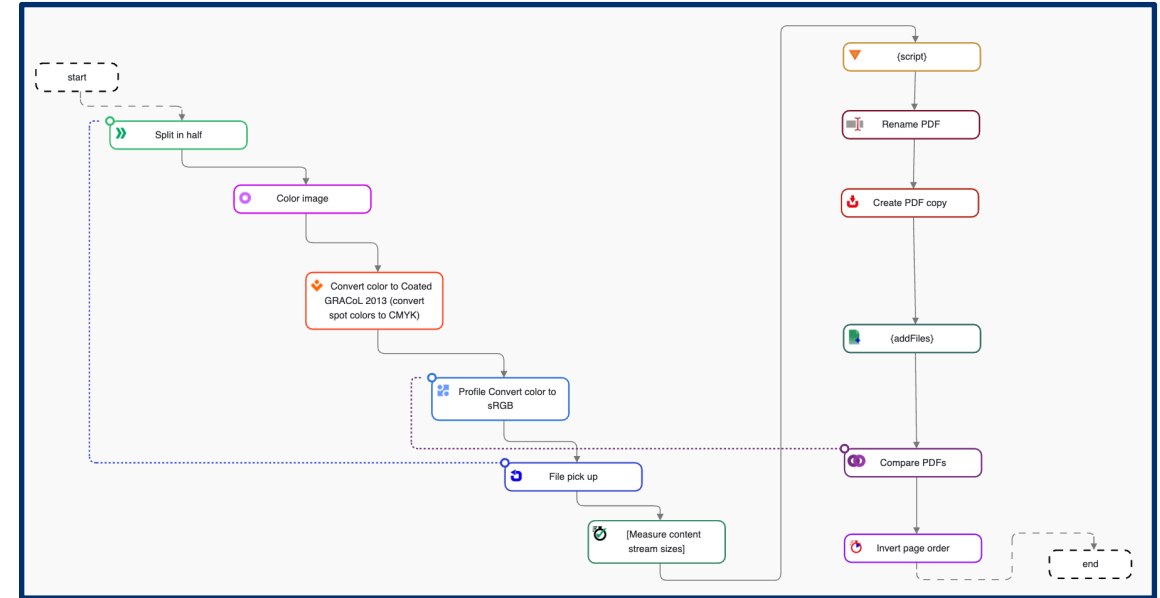 start
Split in half
Color image
Convert color to Coated
GRACoL 2013 (convert
spot colors to CMYK)
Profile Convert color to
sRGB
File pick up
[Measure content
stream sizes]
{script}
Rename PDF
Create PDF copy
{addFiles}
Compare PDFs
Invert page order
end